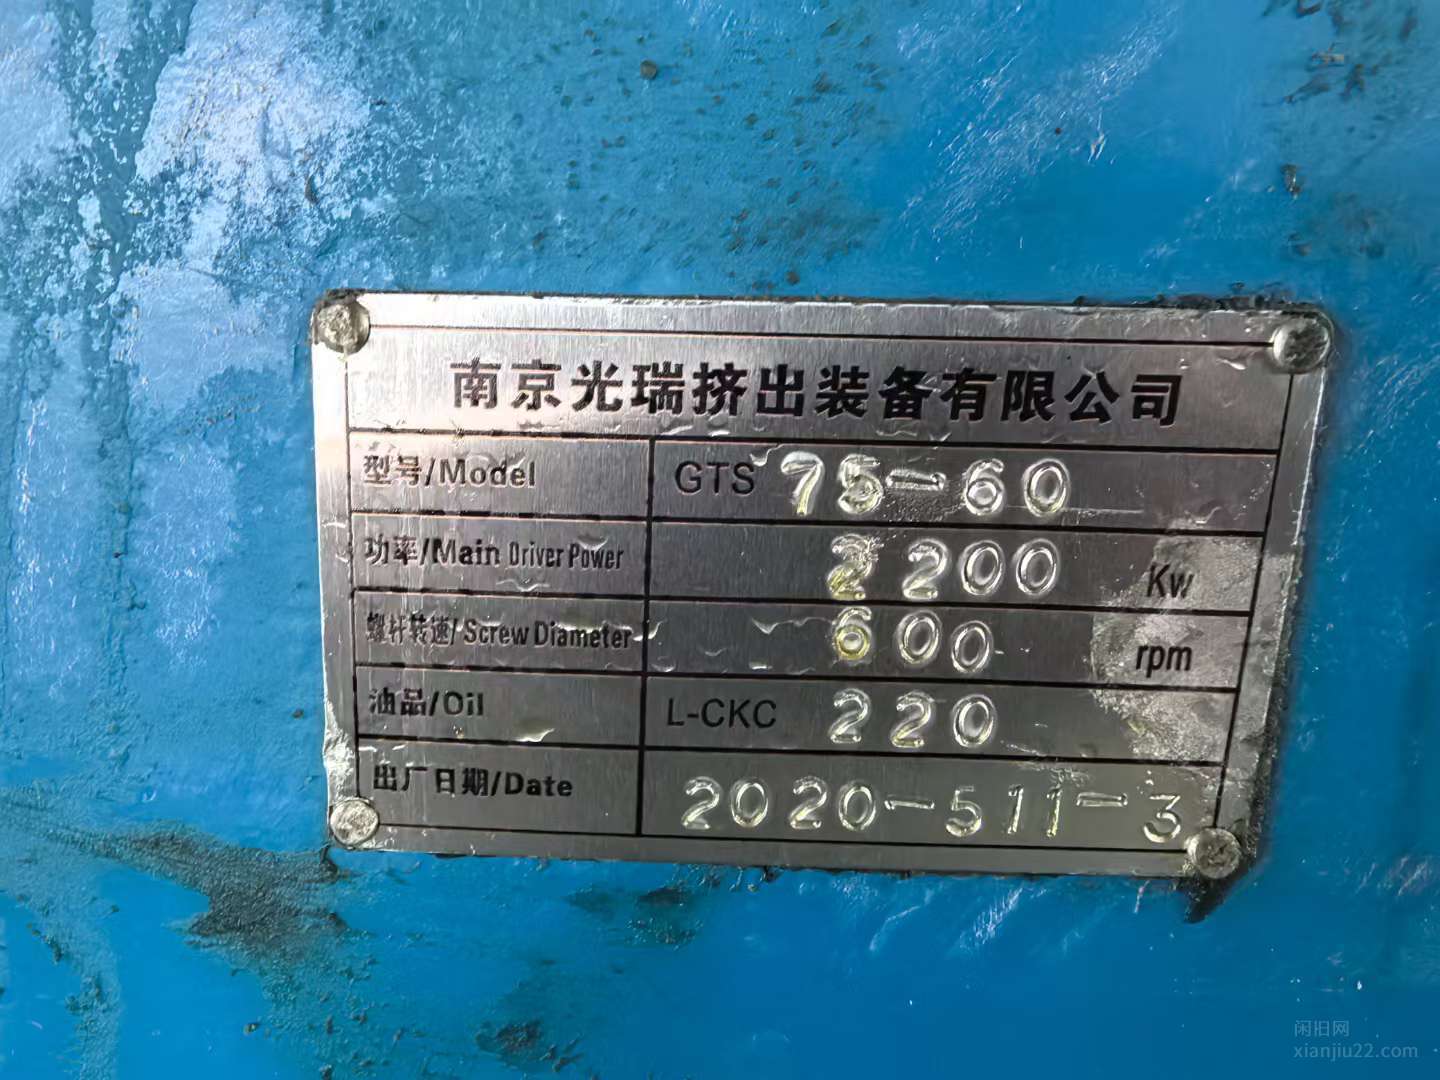 南京光瑞挤出装备有限公司
型号/Model GTS 75-60
功率/Main Driver Power 2200 Kw
螺杆转速/Screw Diameter 600 rpm
油品/Oil L-CKC 220
出厂日期/Date 2020-511-3
闲旧网
xianjiu22.com